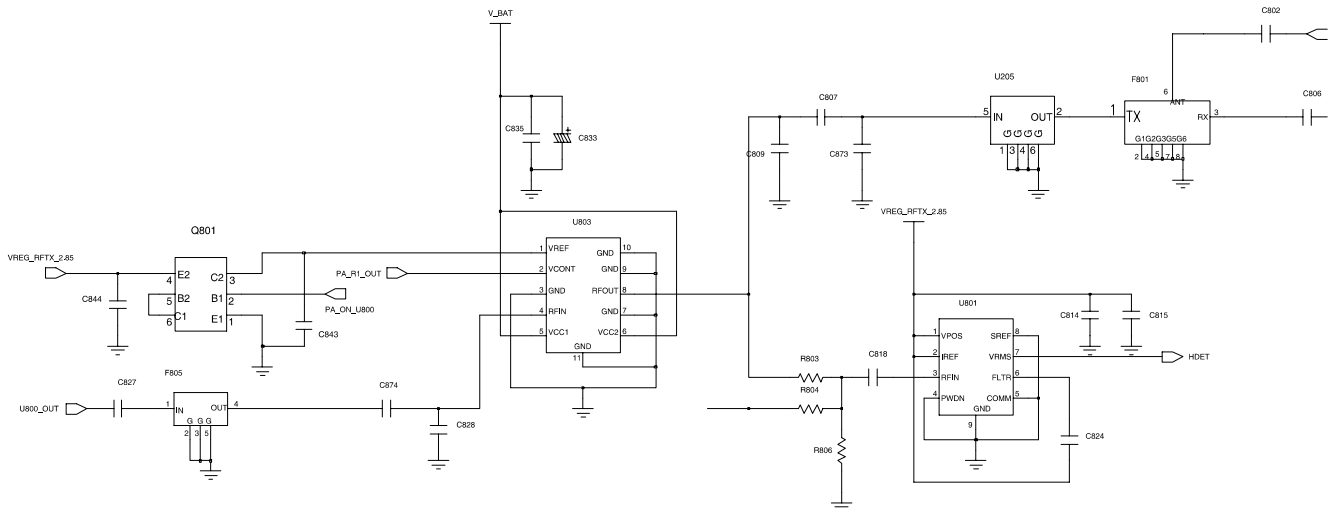 V_BAT
C802
U205
F801
6
ANT
C807
C806
5 IN OUT 2
1 TX
RX 3
C835
C833
+
C809
C873
G G G G
1 3 4 6
G1G2G3G5G6
2 4 5 7 8
VREG_RFTX_2.85
U803
Q801
VREG_RFTX_2.85
1 VREF GND 10
4 E2 C2 3
PA_R1_OUT
2 VCONT GND 9
5 B2 B1 2
3 GND RFOUT 8
C844
PA_ON_U800
6 C1 E1 1
4 RFIN GND 7
C843
5 VCC1 VCC2 6
GND
11
U801
C814
C815
1 VPOS SREF 8
2 IREF VRMS 7
HDET
R803
C818
3 RFIN FLTR 6
R804
4 PWDN COMM 5
GND
9
C827
F805
C874
U800_OUT
1 IN OUT 4
G G G
2 3 5
C828
R806
C824